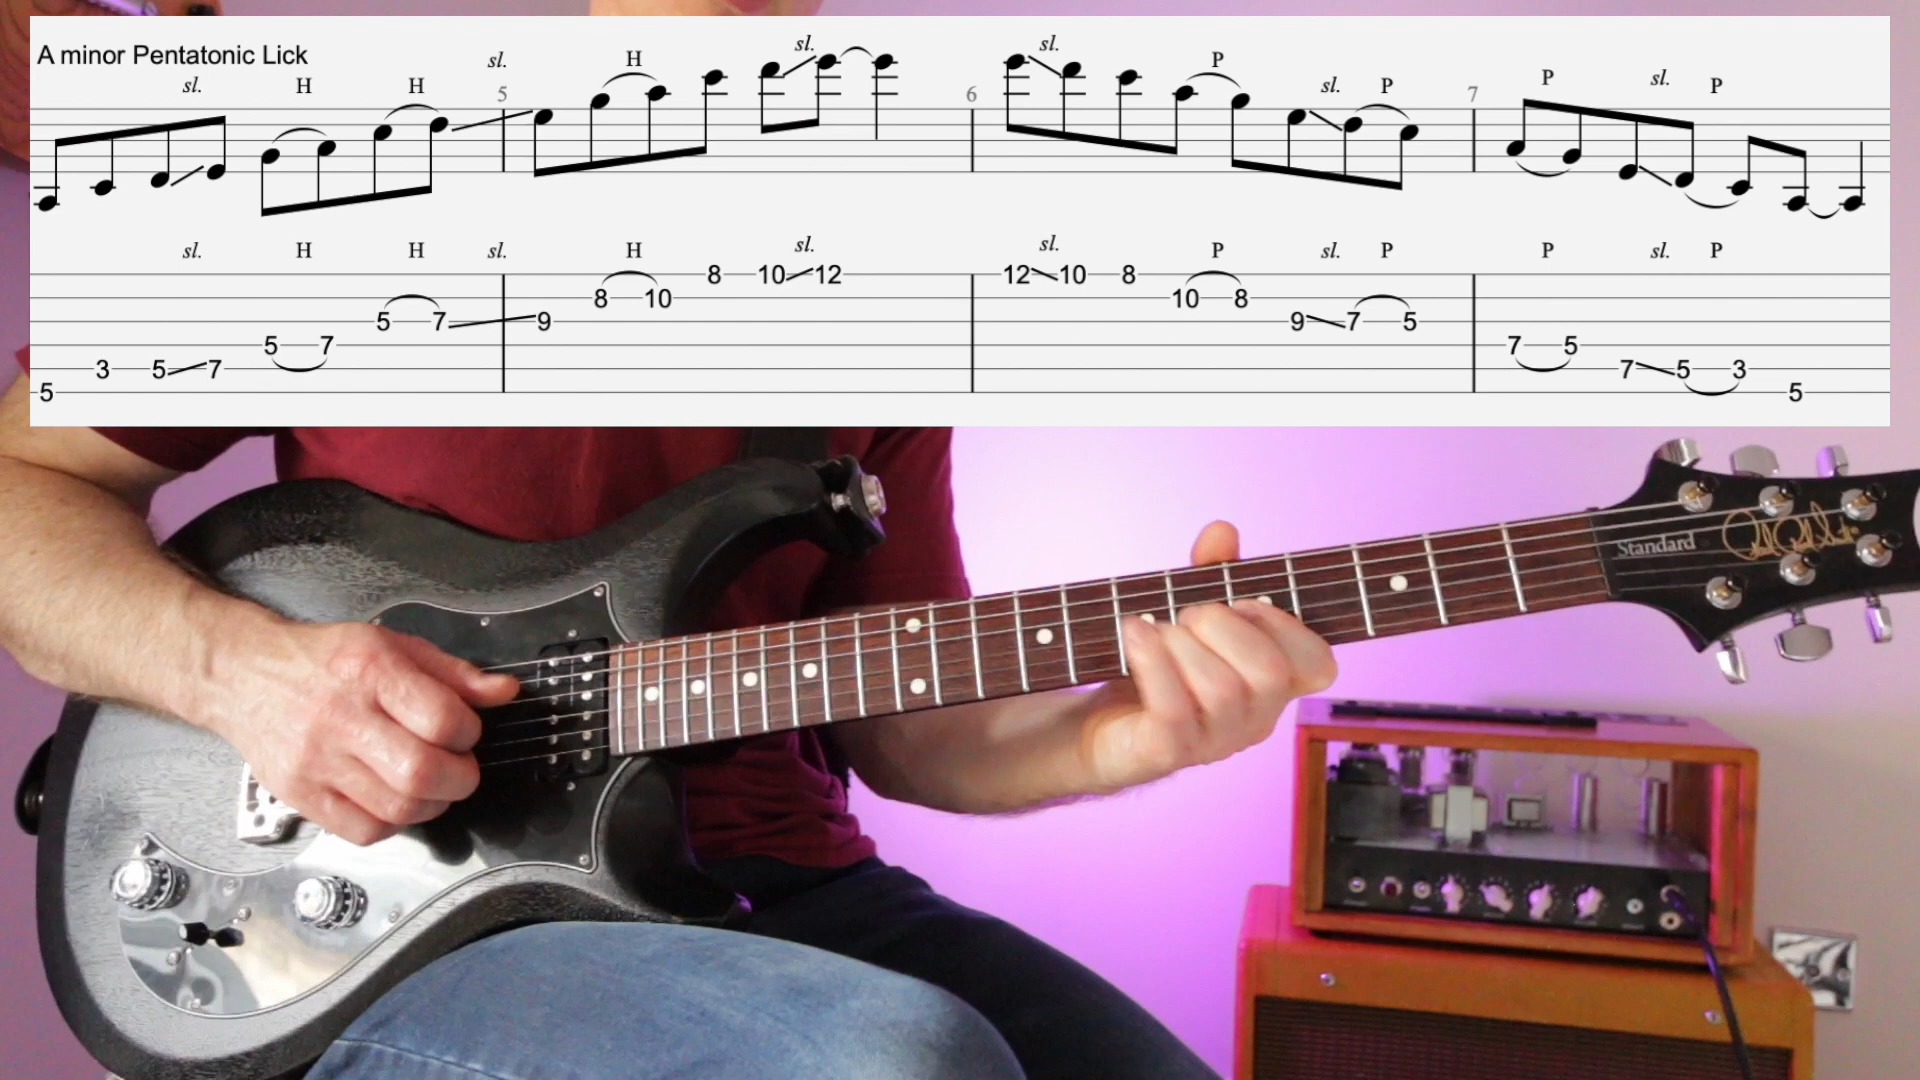 A minor Pentatonic Lick
sl. H H sl. H sl. sl. P sl. P P sl. P
5 6 7
sl. H H sl. H sl. sl. P sl. P P sl. P
8 10 12 12 10 8
8 10 10 8
5 7 9 9 7 5
5 7 7 5
3 5 7 7 5 3
5 5
Standard